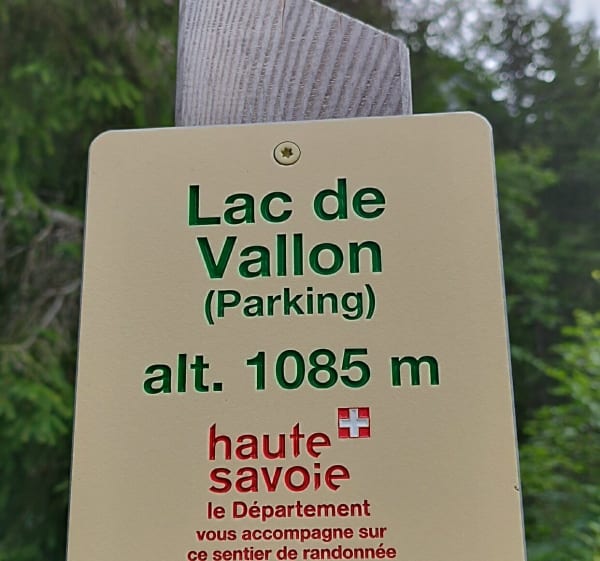 Lac de
Vallon
(Parking)
alt. 1085 m
haute
savoie
le Département
vous accompagne sur
ce sentier de randonnée